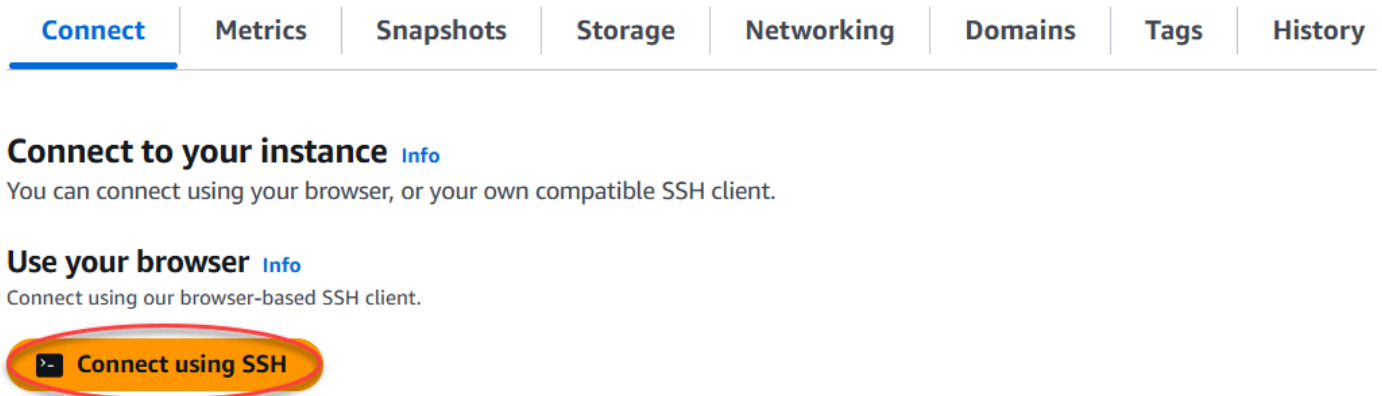 Connect Metrics Snapshots Storage Networking Domains Tags History
Connect to your instance Info
You can connect using your browser, or your own compatible SSH client.
Use your browser Info
Connect using our browser-based SSH client.
>- Connect using SSH